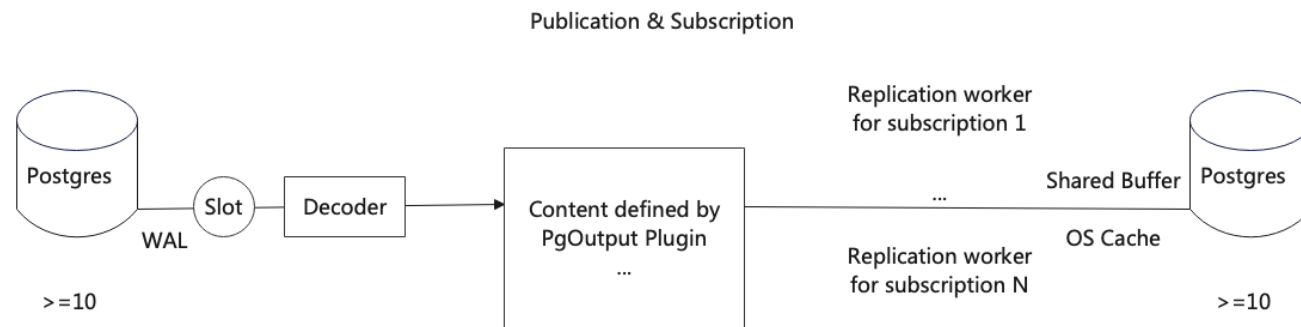 Publication & Subscription
Replication worker
for subscription 1
Postgres
Slot
Decoder
Content defined by
PgOutput Plugin
...
WAL
...
Shared Buffer
OS Cache
Postgres
Replication worker
for subscription N
>=10
>=10